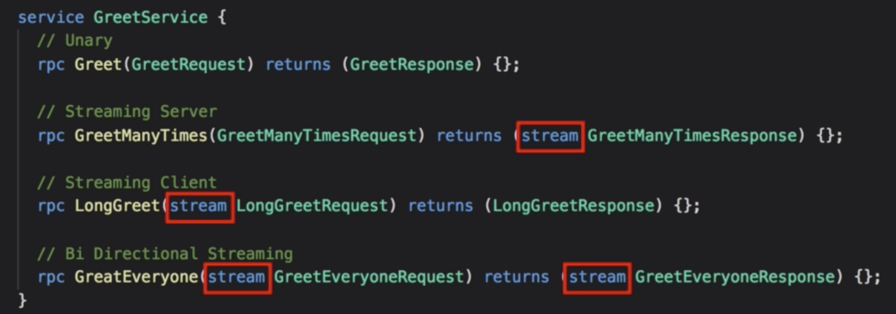 service GreetService {
// Unary
rpc Greet(GreetRequest) returns (GreetResponse) {};
// Streaming Server
rpc GreetManyTimes(GreetManyTimesRequest) returns (stream GreetManyTimesResponse) {};
// Streaming Client
rpc LongGreet(stream LongGreetRequest) returns (LongGreetResponse) {};
// Bi Directional Streaming
rpc GreatEveryone(stream GreetEveryoneRequest) returns (stream GreetEveryoneResponse) {};
}